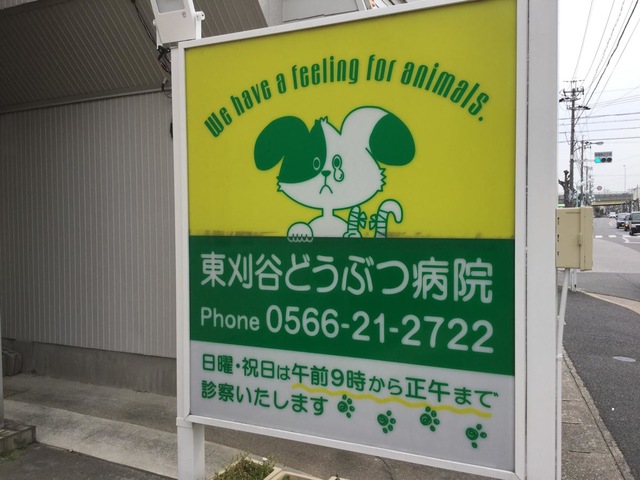 We have a feeling for animals.
東刈谷どうぶつ病院
Phone 0566-21-2722
日曜・祝日は午前9時から正午まで
診察いたします